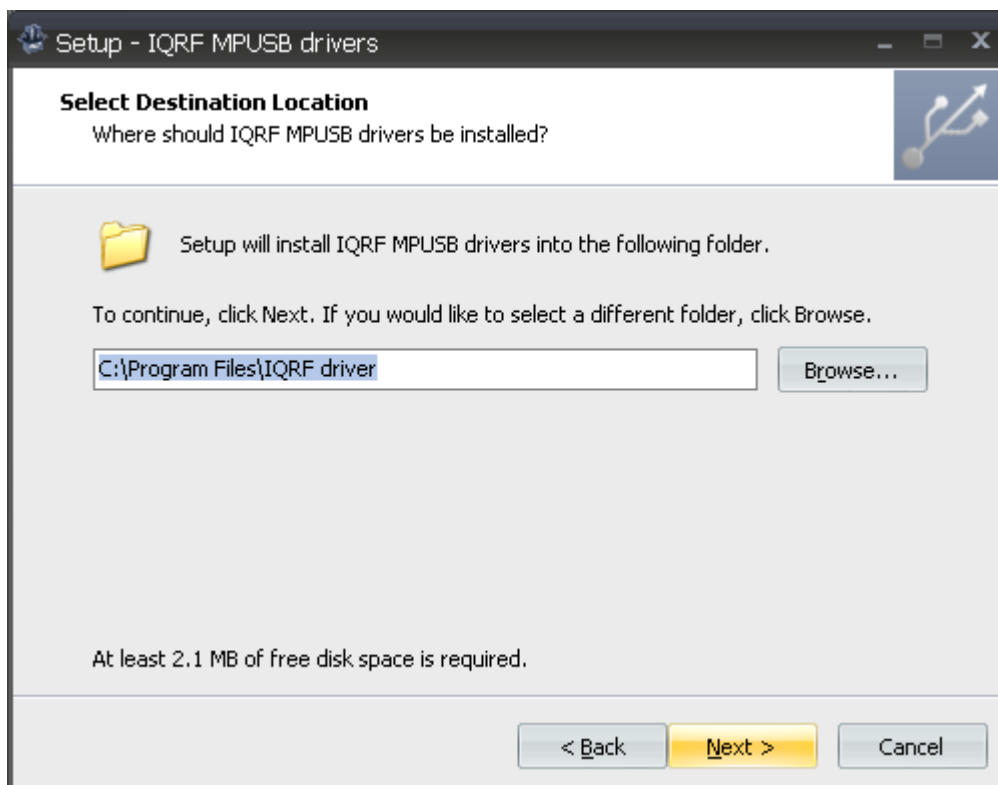 Setup - IQRF MPUSB drivers
Select Destination Location
Where should IQRF MPUSB drivers be installed?
Setup will install IQRF MPUSB drivers into the following folder.
To continue, click Next. If you would like to select a different folder, click Browse.
C:\Program Files\IQRF driver
Browse...
At least 2.1 MB of free disk space is required.
< Back
Next >
Cancel